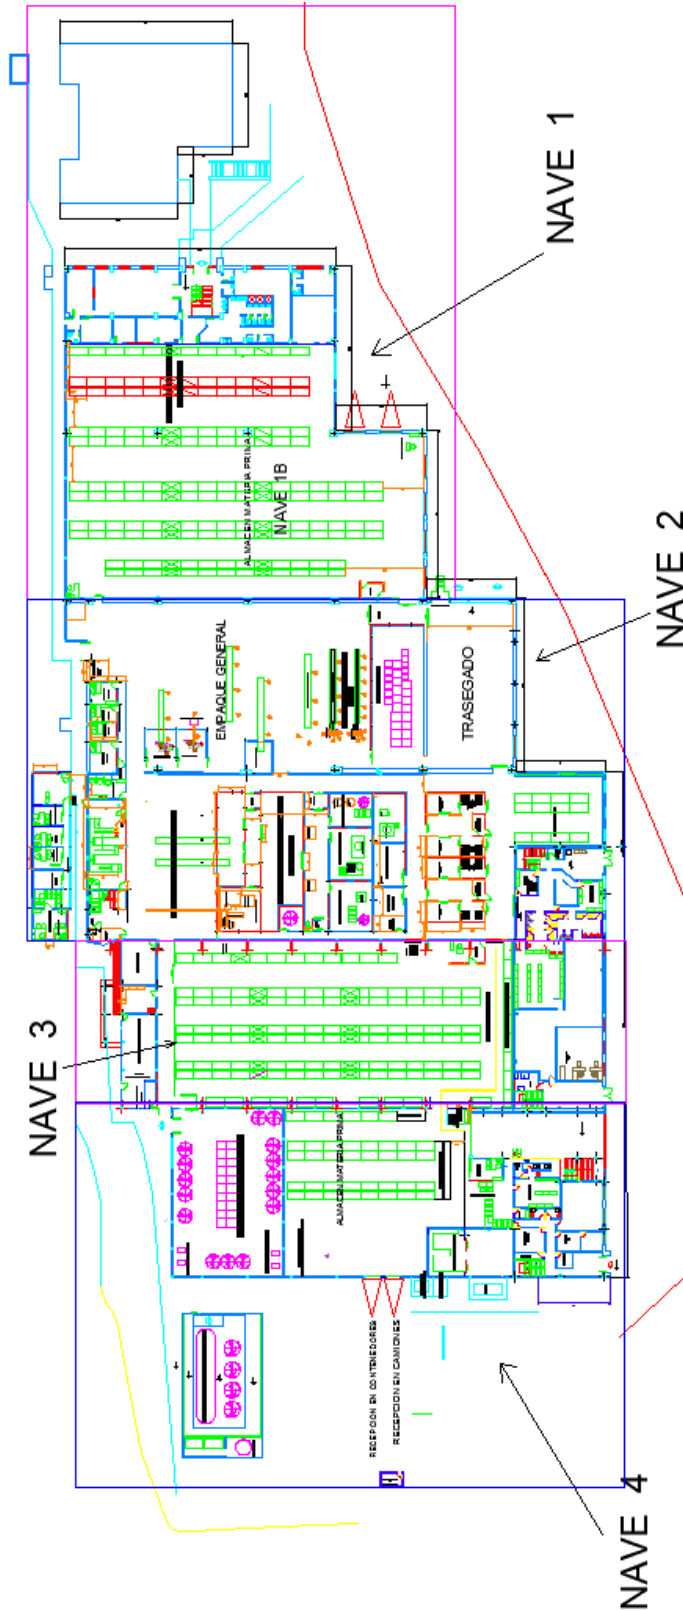 NAVE 1
ALMACEN MATERIA PRIMA
NAVE 1B
NAVE 2
EMPAQUE GENERAL
TRASEGADO
NAVE 3
ALMACEN MATERIA PRIMA
RECEPCION EN CONTENEDORES
RECEPCION EN CAMIONES
NAVE 4